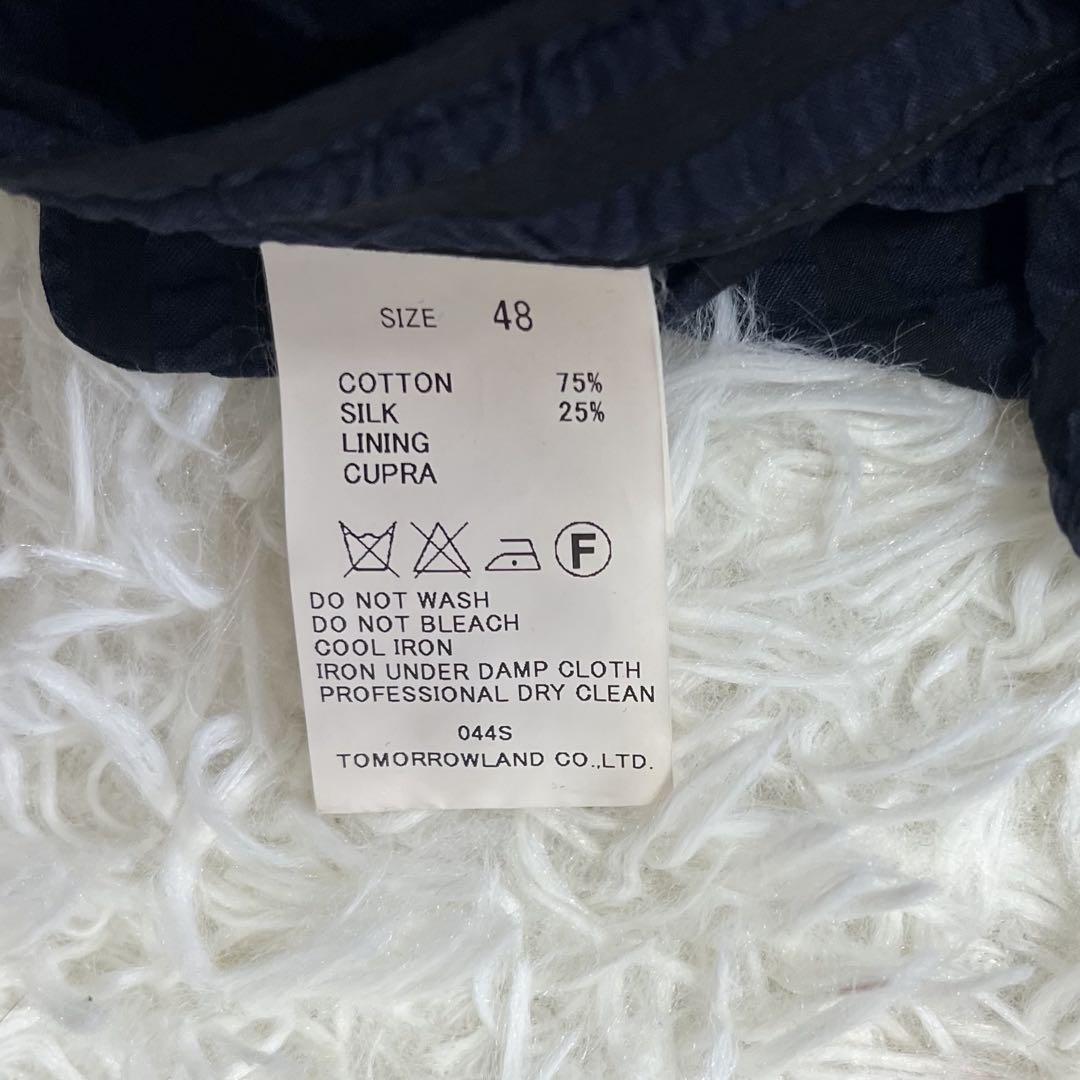 SIZE 48
COTTON 75%
SILK 25%
LINING
CUPRA
F
DO NOT WASH
DO NOT BLEACH
COOL IRON
IRON UNDER DAMP CLOTH
PROFESSIONAL DRY CLEAN
044S
TOMORROWLAND CO.,LTD.